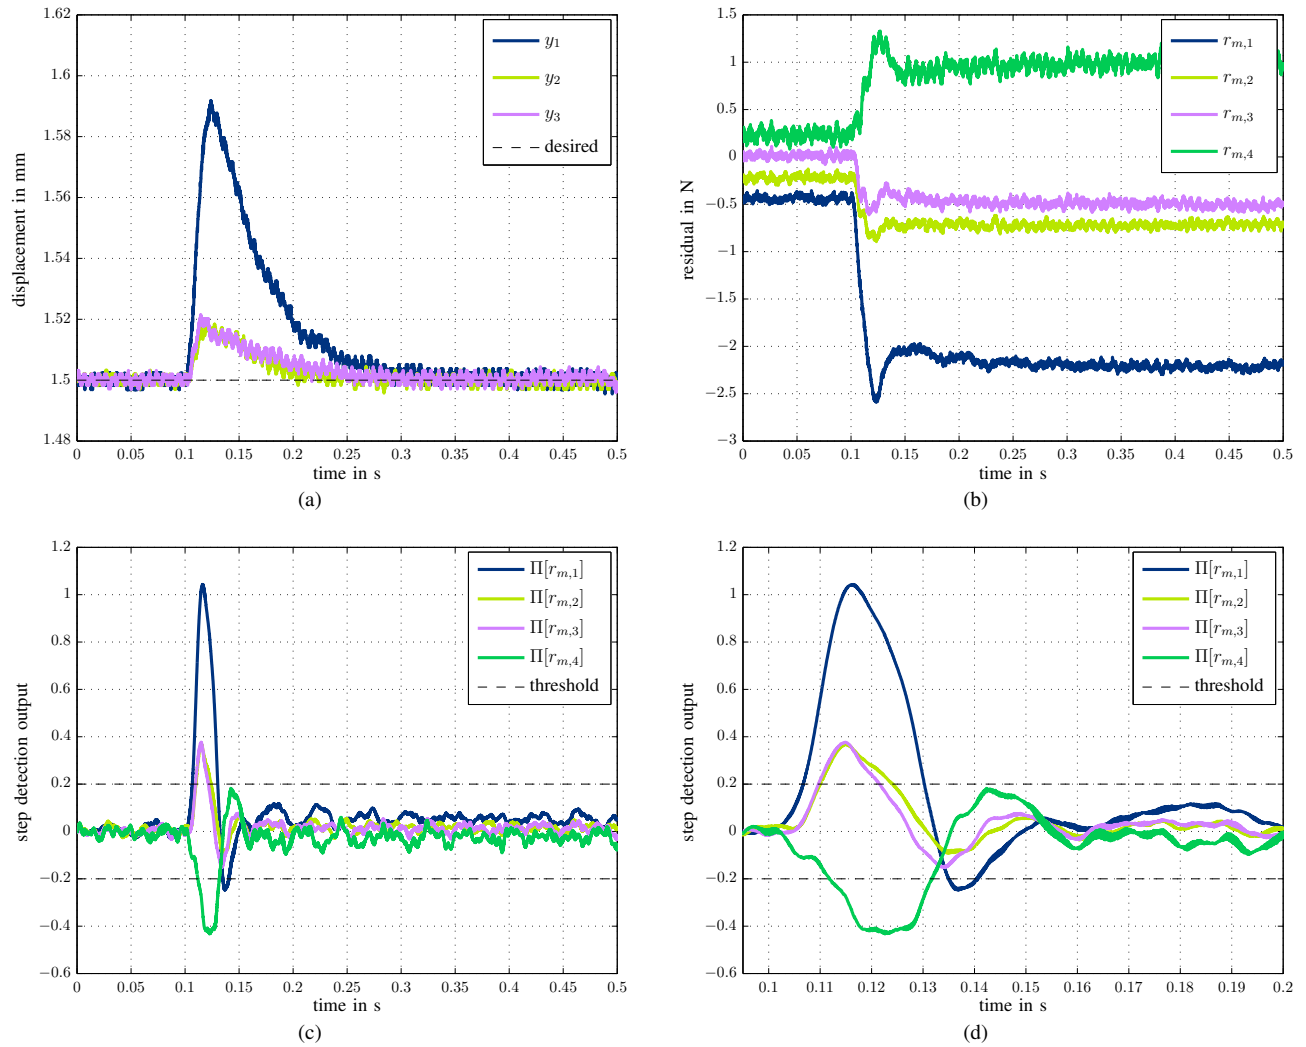 1.62
1.6
1.58
1.56
1.54
1.52
1.5
1.48
0 0.05 0.1 0.15 0.2 0.25 0.3 0.35 0.4 0.45 0.5
displacement in mm
time in s
y1
y2
y3
desired
(a)
1.5
1
0.5
0
−0.5
−1
−1.5
−2
−2.5
−3
0 0.05 0.1 0.15 0.2 0.25 0.3 0.35 0.4 0.45 0.5
residual in N
time in s
rm,1
rm,2
rm,3
rm,4
(b)
1.2
1
0.8
0.6
0.4
0.2
0
−0.2
−0.4
−0.6
0 0.05 0.1 0.15 0.2 0.25 0.3 0.35 0.4 0.45 0.5
step detection output
time in s
Π[rm,1]
Π[rm,2]
Π[rm,3]
Π[rm,4]
threshold
(c)
1.2
1
0.8
0.6
0.4
0.2
0
−0.2
−0.4
−0.6
0.1 0.11 0.12 0.13 0.14 0.15 0.16 0.17 0.18 0.19 0.2
step detection output
time in s
Π[rm,1]
Π[rm,2]
Π[rm,3]
Π[rm,4]
threshold
(d)